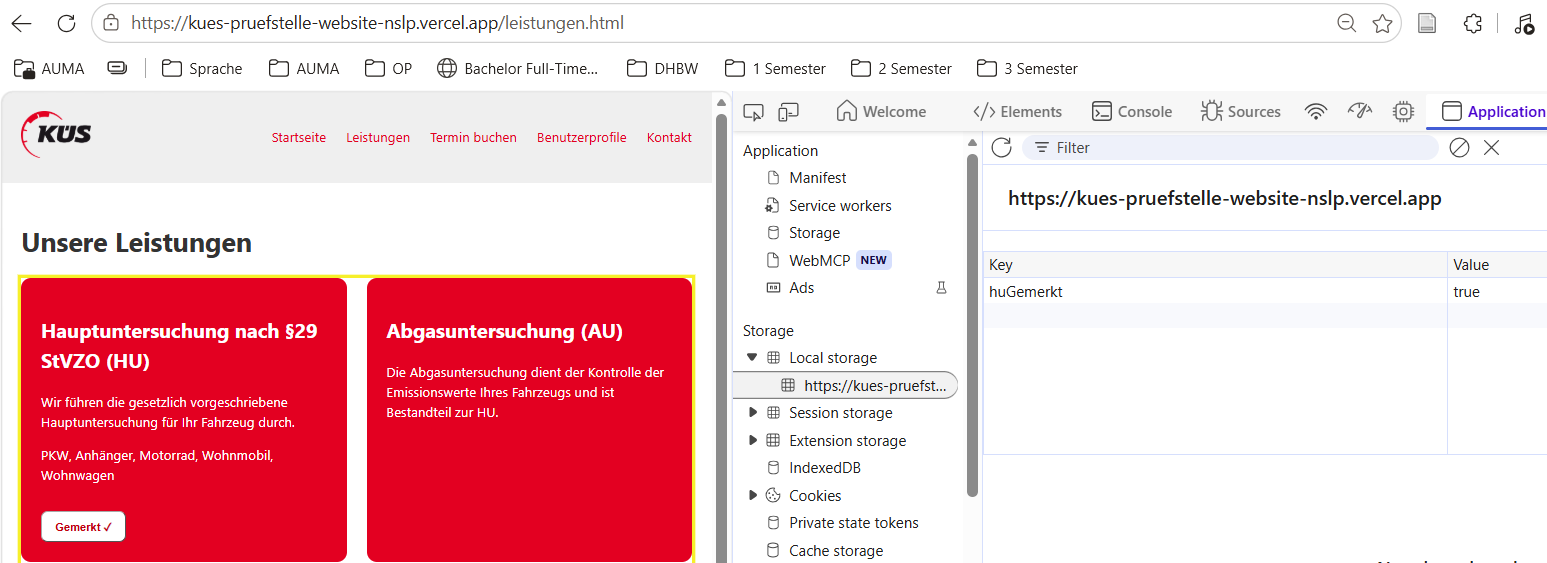 https://kues-pruefstelle-website-nslp.vercel.app/leistungen.html
AUMA Sprache AUMA OP Bachelor Full-Time... DHBW 1 Semester 2 Semester 3 Semester
KÜS
Startseite Leistungen Termin buchen Benutzerprofile Kontakt
Unsere Leistungen
Hauptuntersuchung nach §29
StVZO (HU)
Wir führen die gesetzlich vorgeschriebene
Hauptuntersuchung für Ihr Fahrzeug durch.
PKW, Anhänger, Motorrad, Wohnmobil,
Wohnwagen
Gemerkt ✓
Abgasuntersuchung (AU)
Die Abgasuntersuchung dient der Kontrolle der
Emissionswerte Ihres Fahrzeugs und ist
Bestandteil zur HU.
Welcome Elements Console Sources Application
Application
Manifest
Service workers
Storage
WebMCP NEW
Ads
Storage
Local storage
https://kues-pruefst...
Session storage
Extension storage
IndexedDB
Cookies
Private state tokens
Cache storage
Filter
https://kues-pruefstelle-website-nslp.vercel.app
Key Value
huGemerkt true